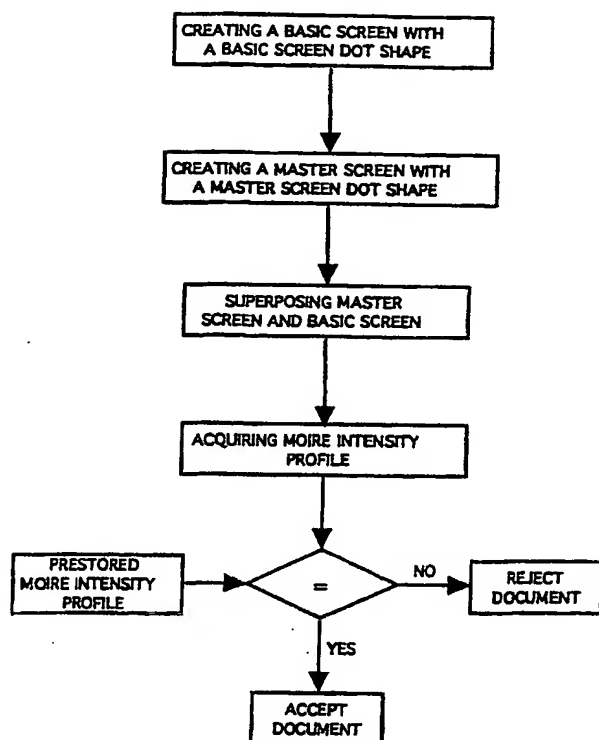 CREATING A BASIC SCREEN WITH
A BASIC SCREEN DOT SHAPE
CREATING A MASTER SCREEN WITH
A MASTER SCREEN DOT SHAPE
SUPERPOSING MASTER
SCREEN AND BASIC SCREEN
ACQUIRING MOIRE INTENSITY
PROFILE
PRESTORED
MOIRE INTENSITY
PROFILE
=
NO
REJECT
DOCUMENT
YES
ACCEPT
DOCUMENT